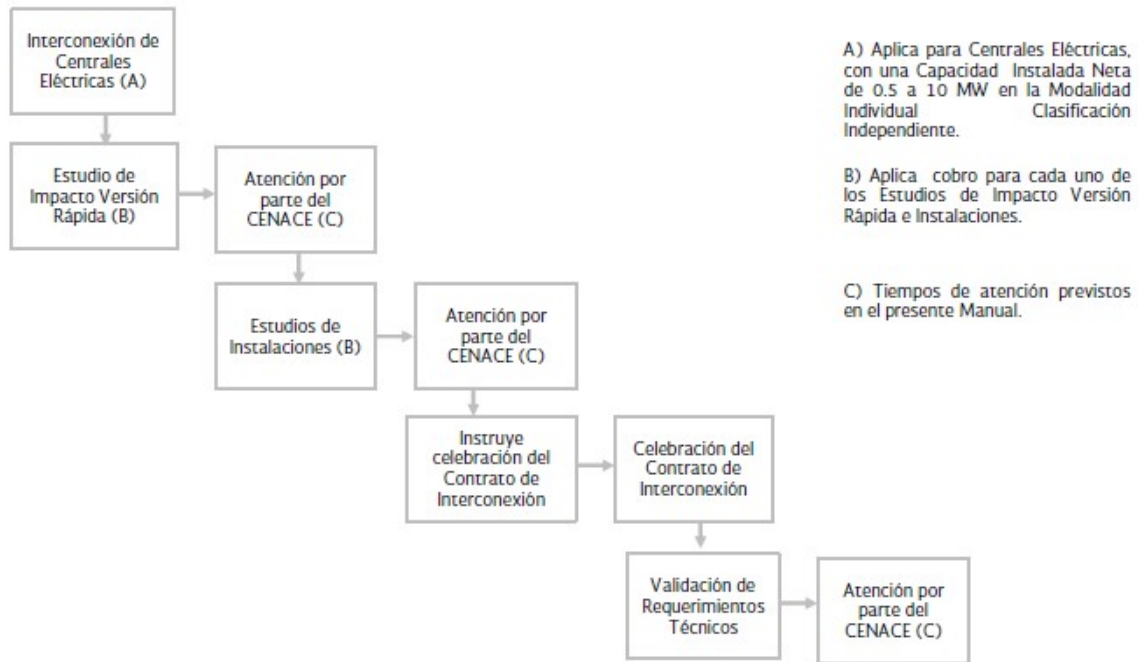 Interconexión de
Centrales
Eléctricas (A)
Estudio de
Impacto Versión
Rápida (B)
Atención por
parte del
CENACE (C)
Estudios de
Instalaciones (B)
Atención por
parte del
CENACE (C)
Instruye
celebración del
Contrato de
Interconexión
Celebración del
Contrato de
Interconexión
Validación de
Requerimientos
Técnicos
Atención por
parte del
CENACE (C)
A) Aplica para Centrales Eléctricas,
con una Capacidad Instalada Neta
de 0.5 a 10 MW en la Modalidad
Individual Clasificación
Independiente.
B) Aplica cobro para cada uno de
los Estudios de Impacto Versión
Rápida e Instalaciones.
C) Tiempos de atención previstos
en el presente Manual.